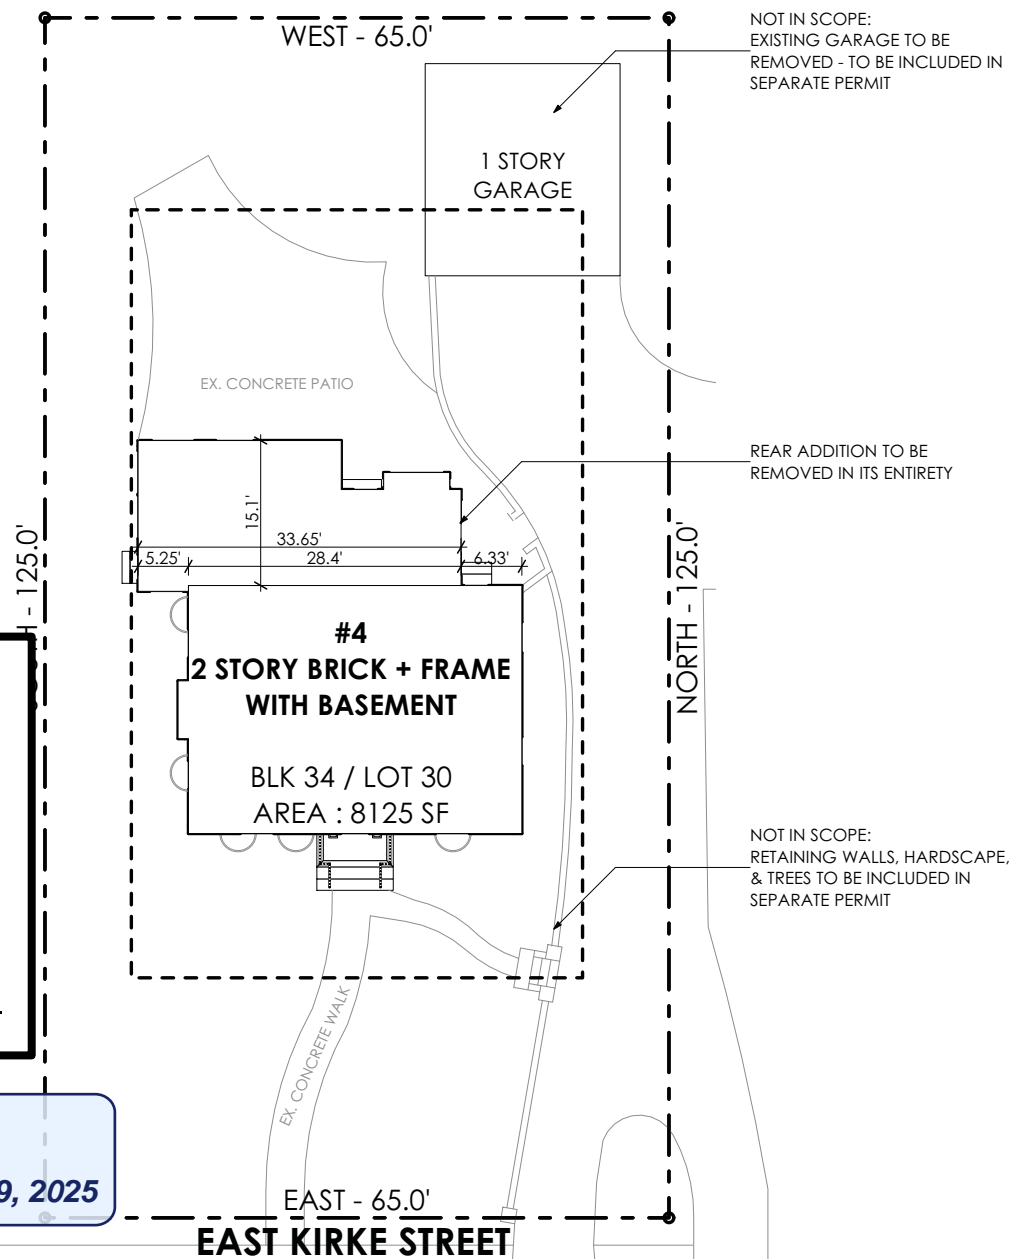 WEST - 65.0'
NOT IN SCOPE:
EXISTING GARAGE TO BE
REMOVED - TO BE INCLUDED IN
SEPARATE PERMIT
1 STORY
GARAGE
EX. CONCRETE PATIO
REAR ADDITION TO BE
REMOVED IN ITS ENTIRETY
15.1'
33.65'
5.25'
28.4'
6.33'
- 125.0'
NORTH - 125.0'
#4
2 STORY BRICK + FRAME
WITH BASEMENT
BLK 34 / LOT 30
AREA : 8125 SF
NOT IN SCOPE:
RETAINING WALLS, HARDSCAPE,
& TREES TO BE INCLUDED IN
SEPARATE PERMIT
EX. CONCRETE WALK
9, 2025
EAST - 65.0'
EAST KIRKE STREET